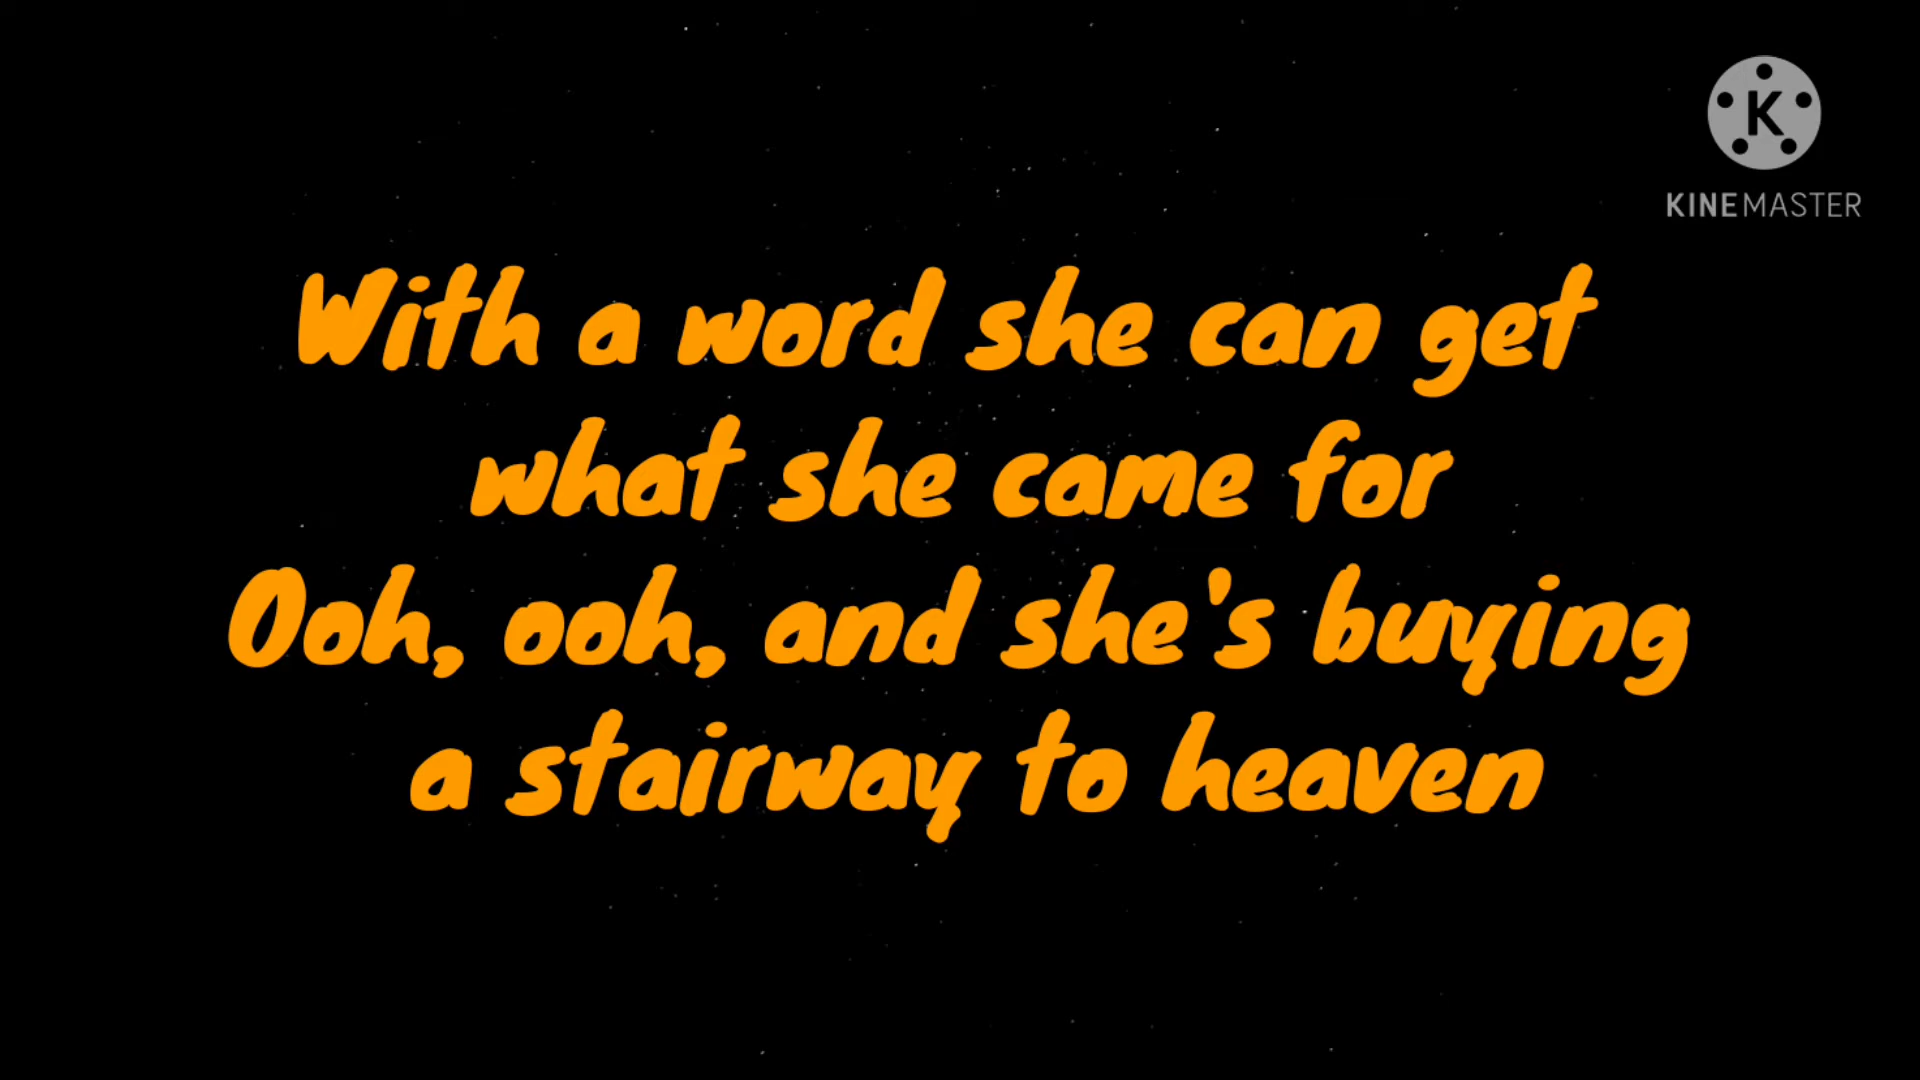 KINEMASTER
With a word she can get
what she came for
Ooh, ooh, and she's buying
a stairway to heaven